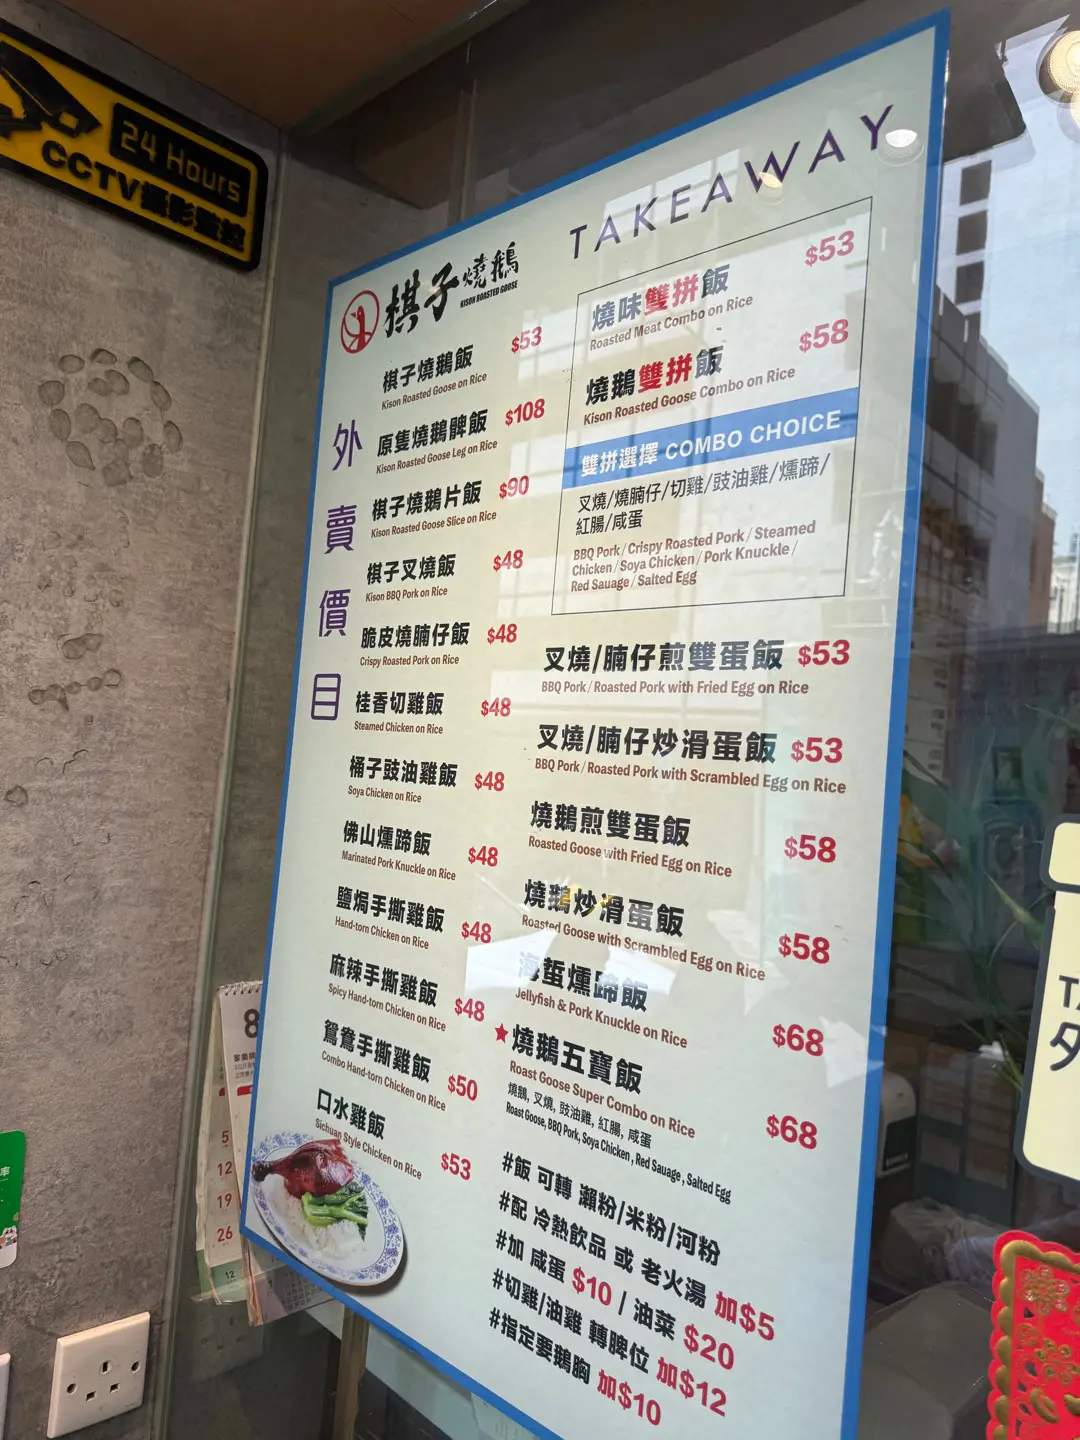 24 Hours
CCTV攝影監控
TAKEAWAY
棋子燒鵝
KISON ROASTED GOOSE
外賣價目
棋子燒鵝飯 $53
Kison Roasted Goose on Rice
原隻燒鵝髀飯 $108
Kison Roasted Goose Leg on Rice
棋子燒鵝片飯 $90
Kison Roasted Goose Slice on Rice
棋子叉燒飯 $48
Kison BBQ Pork on Rice
脆皮燒腩仔飯 $48
Crispy Roasted Pork on Rice
桂香切雞飯 $48
Steamed Chicken on Rice
桶子豉油雞飯 $48
Soya Chicken on Rice
佛山燻蹄飯 $48
Marinated Pork Knuckle on Rice
鹽焗手撕雞飯 $48
Hand-torn Chicken on Rice
麻辣手撕雞飯 $48
Spicy Hand-torn Chicken on Rice
鴛鴦手撕雞飯 $50
Combo Hand-torn Chicken on Rice
口水雞飯 $53
Sichuan Style Chicken on Rice
燒味雙拼飯 $53
Roasted Meat Combo on Rice
燒鵝雙拼飯 $58
Kison Roasted Goose Combo on Rice
雙拼選擇 COMBO CHOICE
叉燒/燒腩仔/切雞/豉油雞/燻蹄/
紅腸/咸蛋
BBQ Pork / Crispy Roasted Pork / Steamed
Chicken / Soya Chicken / Pork Knuckle /
Red Sauage / Salted Egg
叉燒/腩仔煎雙蛋飯 $53
BBQ Pork / Roasted Pork with Fried Egg on Rice
叉燒/腩仔炒滑蛋飯 $53
BBQ Pork / Roasted Pork with Scrambled Egg on Rice
燒鵝煎雙蛋飯 $58
Roasted Goose with Fried Egg on Rice
燒鵝炒滑蛋飯 $58
Roasted Goose with Scrambled Egg on Rice
海蜇燻蹄飯 $68
Jellyfish & Pork Knuckle on Rice
★燒鵝五寶飯 $68
Roast Goose Super Combo on Rice
燒鵝, 叉燒, 豉油雞, 紅腸, 咸蛋
Roast Goose, BBQ Pork, Soya Chicken, Red Sauage, Salted Egg
#飯 可轉 瀨粉/米粉/河粉
#配 冷熱飲品 或 老火湯 加$5
#加 咸蛋 $10 / 油菜 $20
#切雞/油雞 轉髀位 加$12
#指定要鵝胸 加$10
8
5
12
19
26
12
率
TA
外